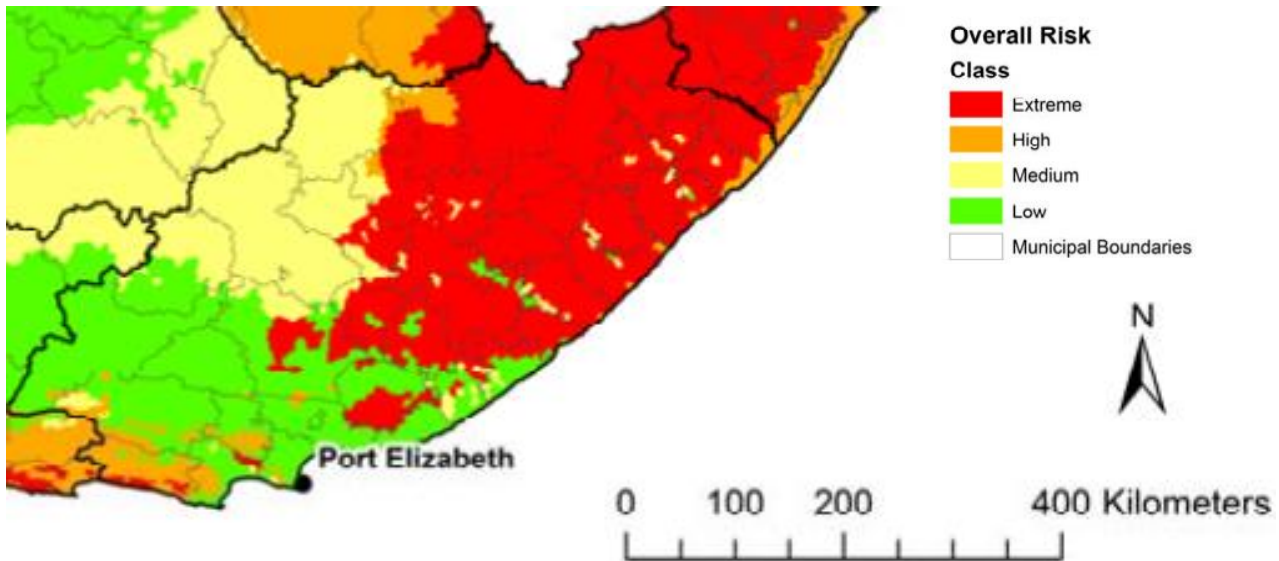 Overall Risk
Class
Extreme
High
Medium
Low
Municipal Boundaries
N
Port Elizabeth
0 100 200 400 Kilometers